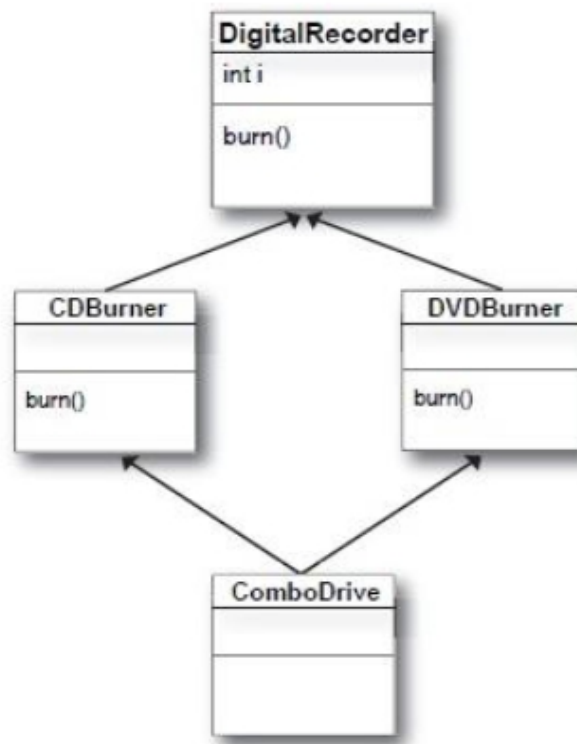 DigitalRecorder
int i
burn()
CDBurner
burn()
DVDBurner
burn()
ComboDrive